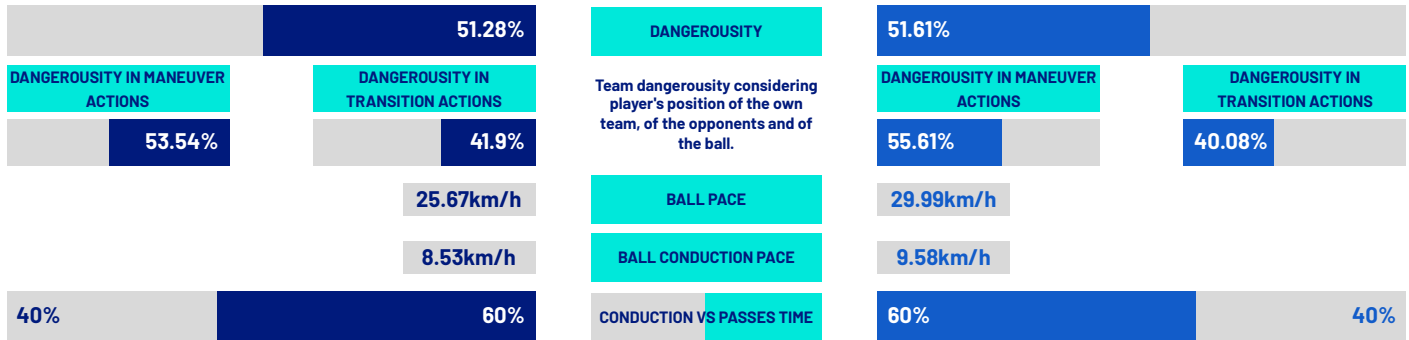 51.28%
DANGEROUSITY
51.61%
DANGEROUSITY IN MANEUVER
ACTIONS
DANGEROUSITY IN
TRANSITION ACTIONS
Team dangerousity considering
player's position of the own
team, of the opponents and of
the ball.
DANGEROUSITY IN MANEUVER
ACTIONS
DANGEROUSITY IN
TRANSITION ACTIONS
53.54%
41.9%
55.61%
40.08%
25.67km/h
BALL PACE
29.99km/h
8.53km/h
BALL CONDUCTION PACE
9.58km/h
40%
60%
CONDUCTION VS PASSES TIME
60%
40%